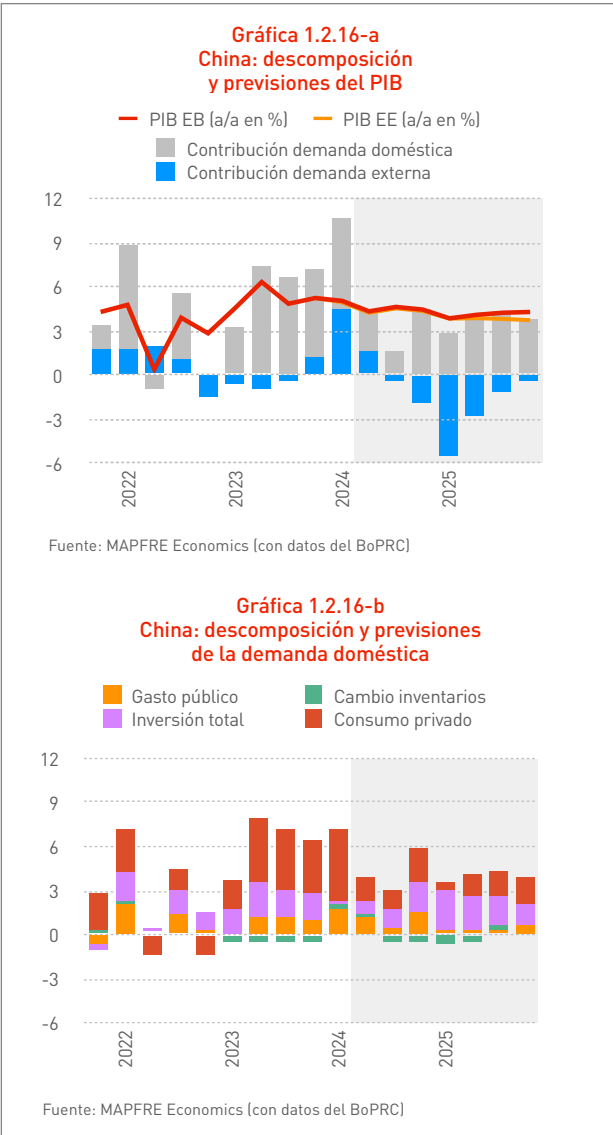 Gráfica 1.2.16-a
China: descomposición
y previsiones del PIB
PIB EB (a/a en %) PIB EE (a/a en %)
Contribución demanda doméstica
Contribución demanda externa
12
9
6
3
0
-3
-6
2022 2023 2024 2025
Fuente: MAPFRE Economics (con datos del BoPRC)
Gráfica 1.2.16-b
China: descomposición y previsiones
de la demanda doméstica
Gasto público Cambio inventarios
Inversión total Consumo privado
12
9
6
3
0
-3
-6
2022 2023 2024 2025
Fuente: MAPFRE Economics (con datos del BoPRC)